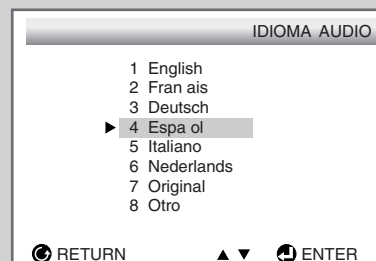 IDIOMA AUDIO
1 English
2 Fran ais
3 Deutsch
▶ 4 Espa ol
5 Italiano
6 Nederlands
7 Original
8 Otro
RETURN ▲ ▼ ENTER